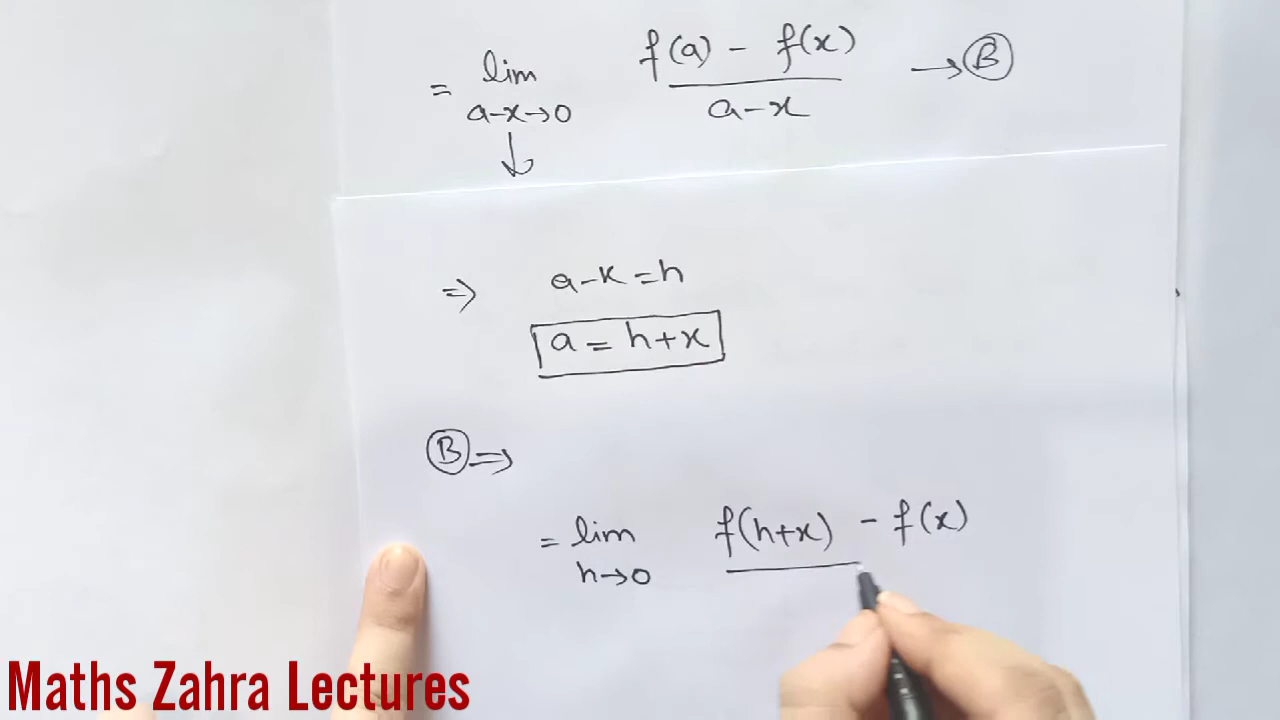 = lim f(a) - f(x) → Ⓑ
a-x→0 a-x
↓
⇒ a-x=h
a = h+x
Ⓑ ⇒
= lim f(h+x) - f(x)
h→0
Maths Zahra Lectures